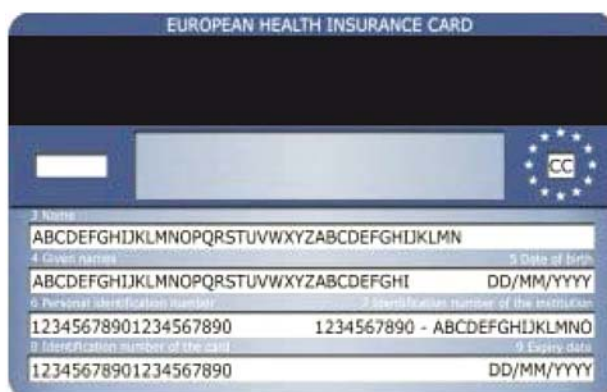 EUROPEAN HEALTH INSURANCE CARD
CC
3 Name
ABCDEFGHIJKLMNOPQRSTUVWXYZABCDEFGHIJKLMN
4 Given names 5 Date of birth
ABCDEFGHIJKLMNOPQRSTUVWXYZABCDEFGHI DD/MM/YYYY
6 Personal identification number 7 Identification number of the institution
12345678901234567890 1234567890 - ABCDEFGHIJKLMNO
8 Identification number of the card 9 Expiry date
12345678901234567890 DD/MM/YYYY